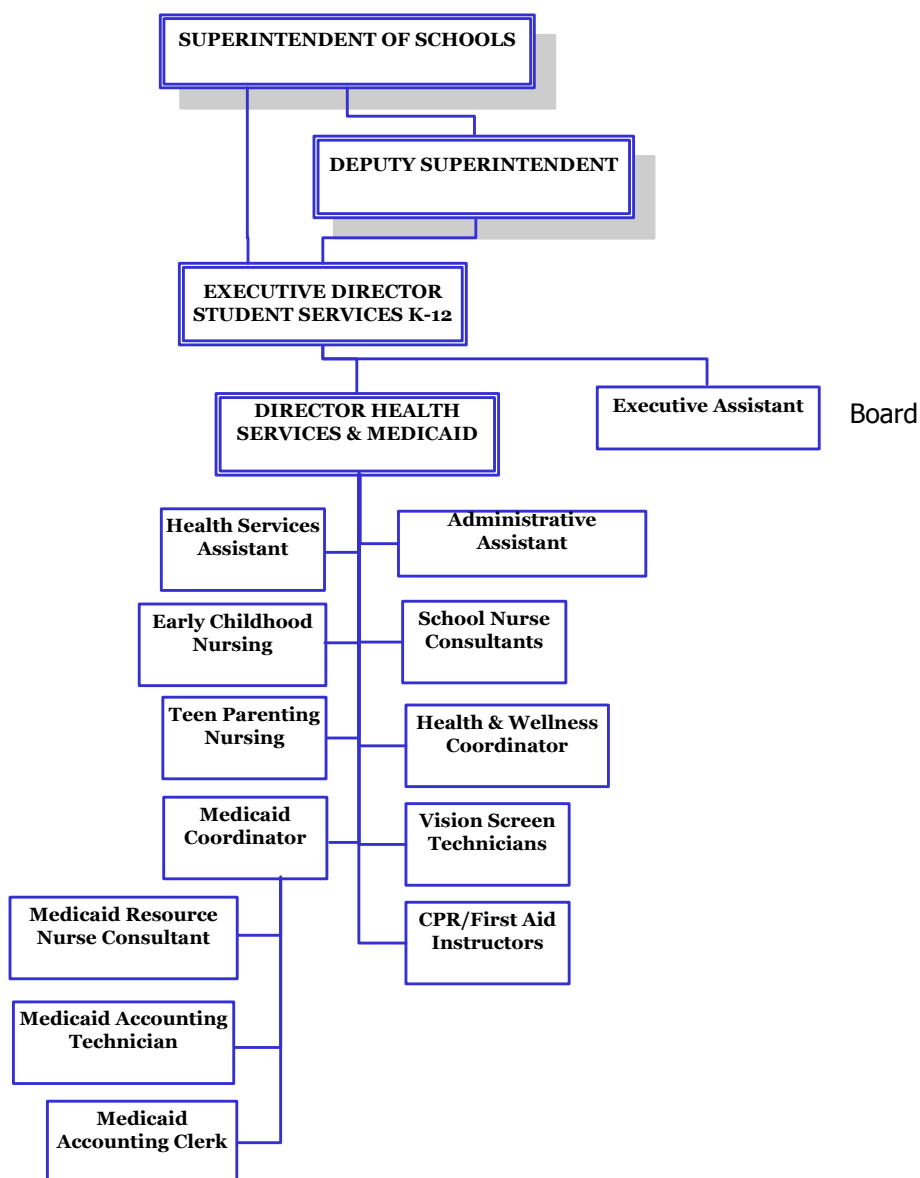 SUPERINTENDENT OF SCHOOLS
DEPUTY SUPERINTENDENT
EXECUTIVE DIRECTOR
STUDENT SERVICES K-12
DIRECTOR HEALTH
SERVICES & MEDICAID
Executive Assistant
Board
Health Services
Assistant
Administrative
Assistant
Early Childhood
Nursing
School Nurse
Consultants
Teen Parenting
Nursing
Health & Wellness
Coordinator
Medicaid
Coordinator
Vision Screen
Technicians
Medicaid Resource
Nurse Consultant
CPR/First Aid
Instructors
Medicaid Accounting
Technician
Medicaid
Accounting Clerk